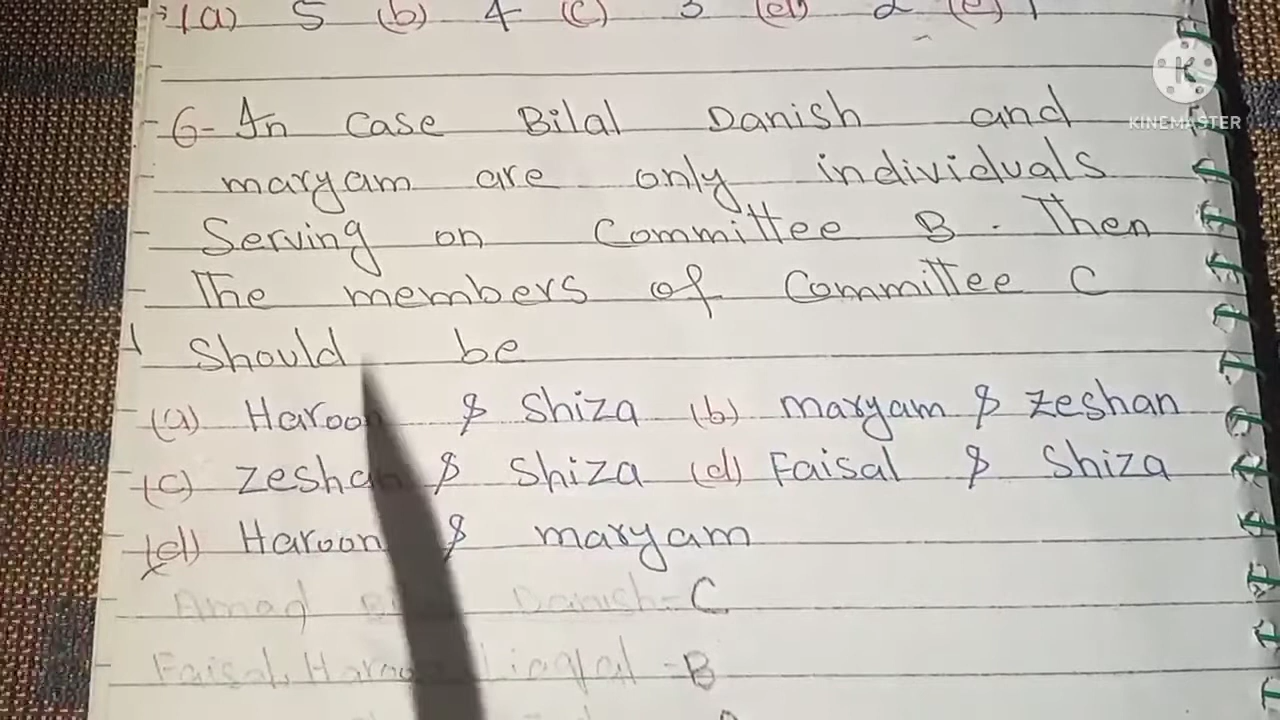 (a) 5 (b) 4 (c) 3 (d) 2 (e) 1
6- In case Bilal Danish and
maryam are only individuals
Serving on Committee B. Then
The members of Committee C
Should be
(a) Haroon & Shiza (b) maryam & zeshan
(c) zeshan & Shiza (d) Faisal & Shiza
(d) Haroon & maryam
Danish - C
Faisal, Liaqat - B
K
KINEMASTER